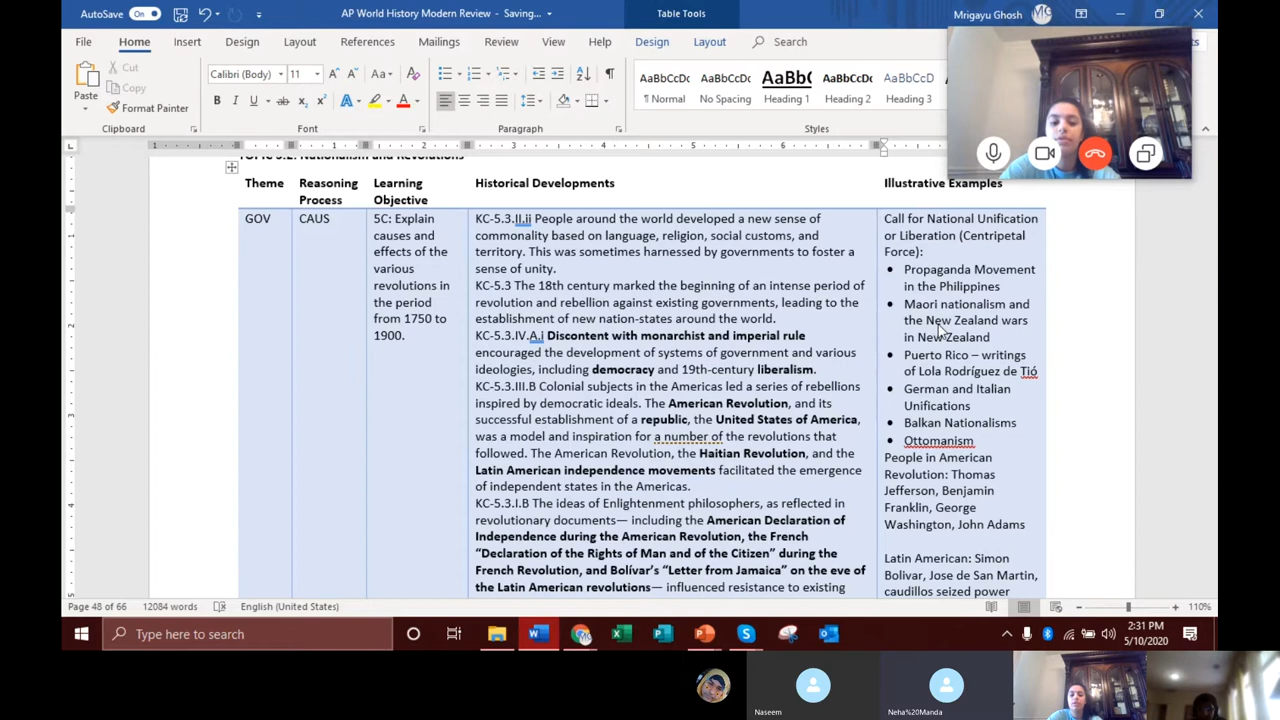 AutoSave On AP World History Modern Review - Saving... Table Tools Mrigayu Ghosh MG
File Home Insert Design Layout References Mailings Review View Help Design Layout Search
Paste Cut Copy Format Painter
Calibri (Body) 11
AaBbCcDc AaBbCcDc AaBbC AaBbCcDc AaBbCcD
¶ Normal No Spacing Heading 1 Heading 2 Heading 3
Clipboard Font Paragraph Styles
TOPIC 5.2: Nationalism and Revolutions
Theme Reasoning Process Learning Objective Historical Developments Illustrative Examples
GOV
CAUS
5C: Explain
causes and
effects of the
various
revolutions in
the period
from 1750 to
1900.
KC-5.3.II.ii People around the world developed a new sense of
commonality based on language, religion, social customs, and
territory. This was sometimes harnessed by governments to foster a
sense of unity.
KC-5.3 The 18th century marked the beginning of an intense period of
revolution and rebellion against existing governments, leading to the
establishment of new nation-states around the world.
KC-5.3.IV.A.i Discontent with monarchist and imperial rule
encouraged the development of systems of government and various
ideologies, including democracy and 19th-century liberalism.
KC-5.3.III.B Colonial subjects in the Americas led a series of rebellions
inspired by democratic ideals. The American Revolution, and its
successful establishment of a republic, the United States of America,
was a model and inspiration for a number of the revolutions that
followed. The American Revolution, the Haitian Revolution, and the
Latin American independence movements facilitated the emergence
of independent states in the Americas.
KC-5.3.I.B The ideas of Enlightenment philosophers, as reflected in
revolutionary documents— including the American Declaration of
Independence during the American Revolution, the French
“Declaration of the Rights of Man and of the Citizen” during the
French Revolution, and Bolívar’s “Letter from Jamaica” on the eve of
the Latin American revolutions— influenced resistance to existing
Call for National Unification
or Liberation (Centripetal
Force):
• Propaganda Movement
in the Philippines
• Maori nationalism and
the New Zealand wars
in New Zealand
• Puerto Rico – writings
of Lola Rodríguez de Tió
• German and Italian
Unifications
• Balkan Nationalisms
• Ottomanism
People in American
Revolution: Thomas
Jefferson, Benjamin
Franklin, George
Washington, John Adams
Latin American: Simon
Bolivar, Jose de San Martin,
caudillos seized power
Page 48 of 66 12084 words English (United States) 110%
Type here to search 2:31 PM
5/10/2020
Naseem Neha%20Manda